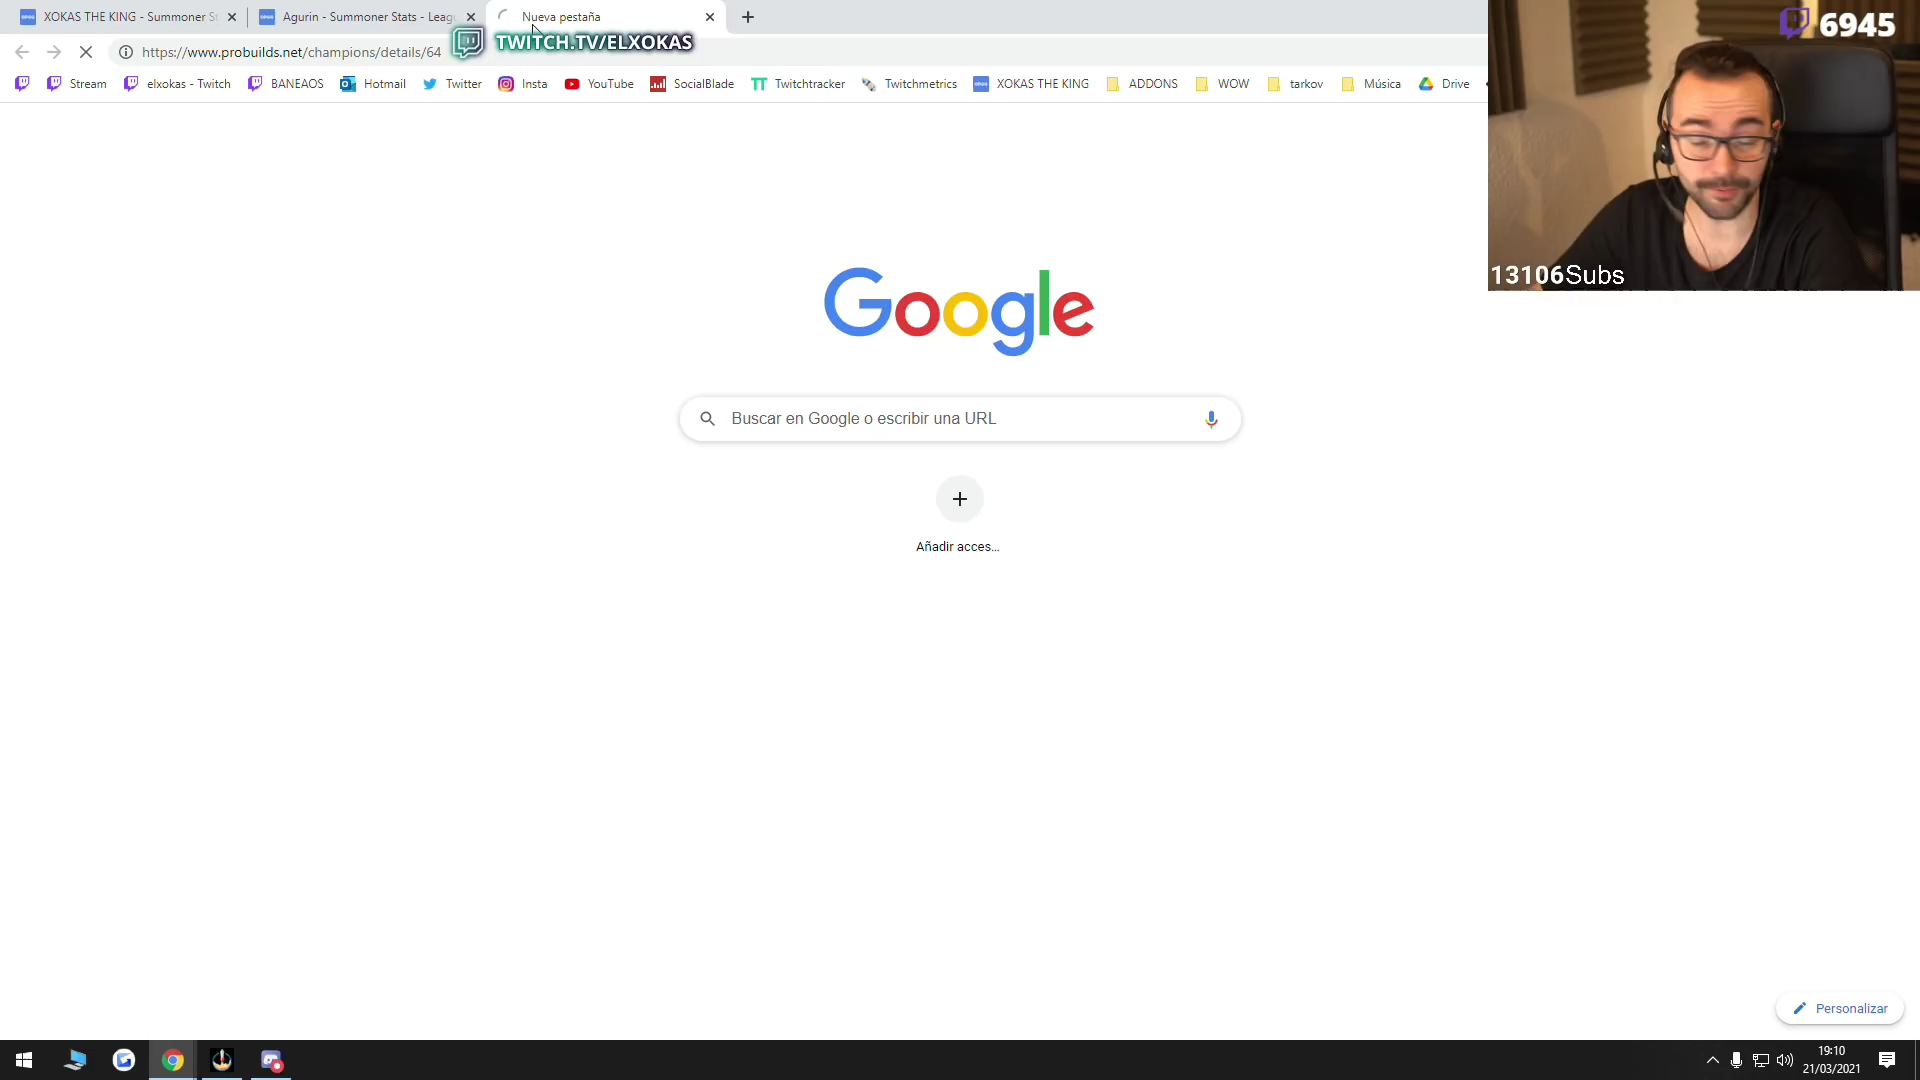 XOKAS THE KING - Summoner St
Agurin - Summoner Stats - Leagu
Nueva pestaña
https://www.probuilds.net/champions/details/64
TWITCH.TV/ELXOKAS
6945
Stream
elxokas - Twitch
BANEAOS
Hotmail
Twitter
Insta
YouTube
SocialBlade
Twitchtracker
Twitchmetrics
XOKAS THE KING
ADDONS
WOW
tarkov
Música
Drive
13106Subs
Google
Buscar en Google o escribir una URL
Añadir acces...
Personalizar
19:10
21/03/2021